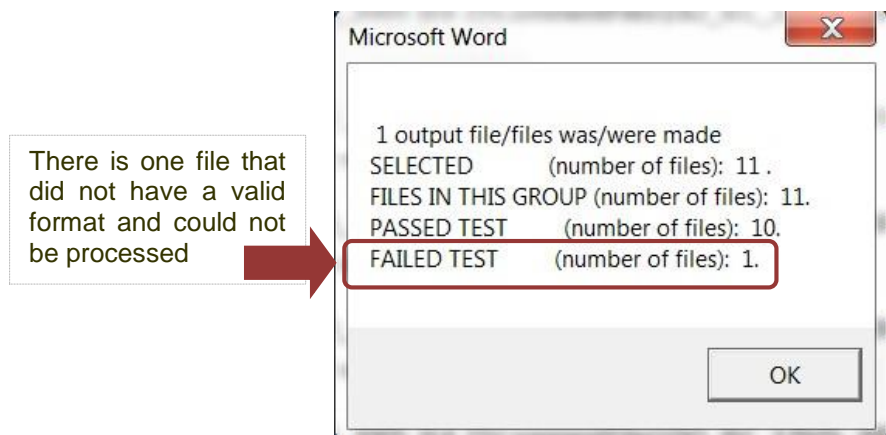 Microsoft Word
There is one file that
did not have a valid
format and could not
be processed
1 output file/files was/were made
SELECTED (number of files): 11 .
FILES IN THIS GROUP (number of files): 11.
PASSED TEST (number of files): 10.
FAILED TEST (number of files): 1.
OK